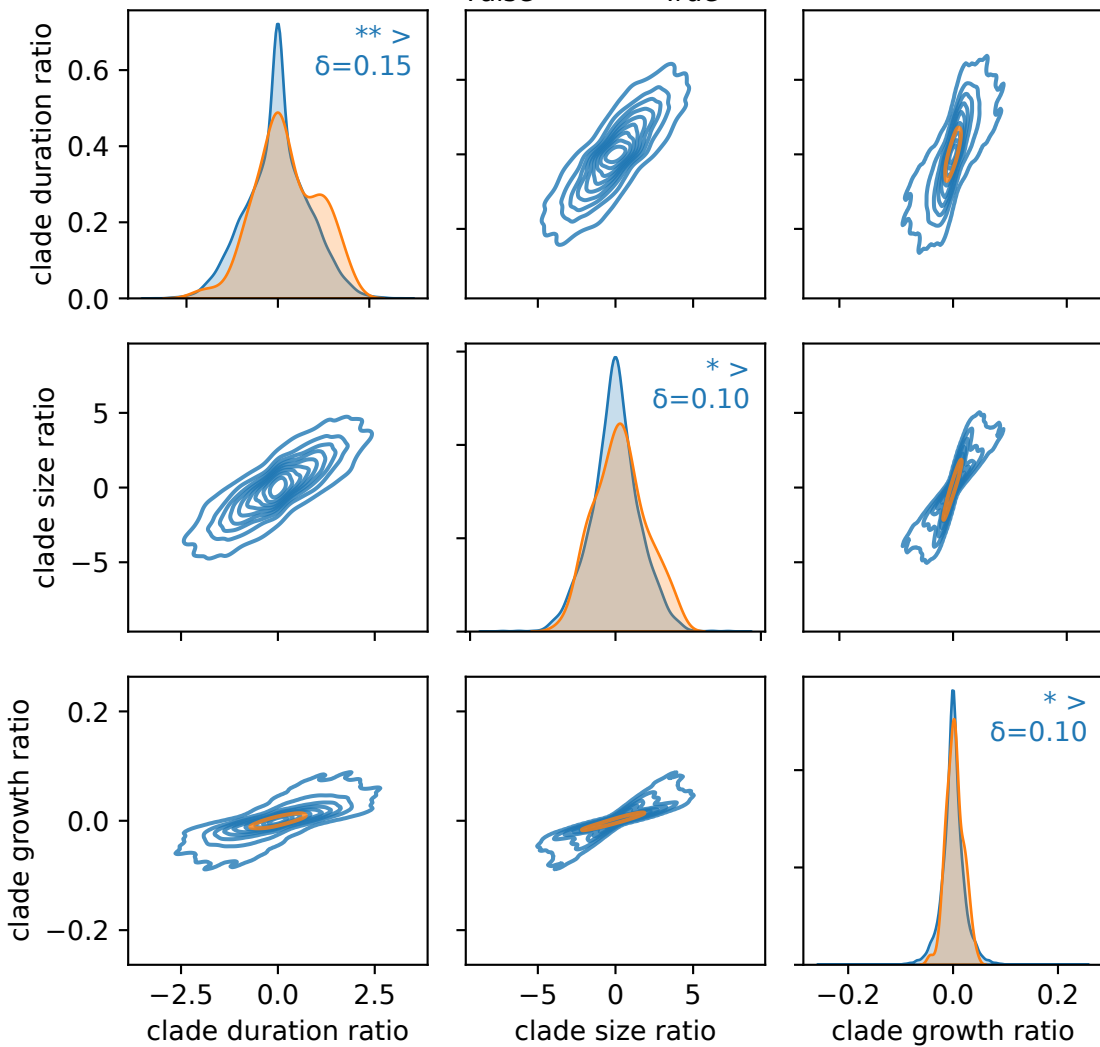 clade duration ratio
0.6
0.4
0.2
0.0
** >
δ=0.15
clade size ratio
5
0
−5
* >
δ=0.10
clade growth ratio
0.2
0.0
−0.2
* >
δ=0.10
−2.5 0.0 2.5
−5 0 5
−0.2 0.0 0.2
clade duration ratio
clade size ratio
clade growth ratio